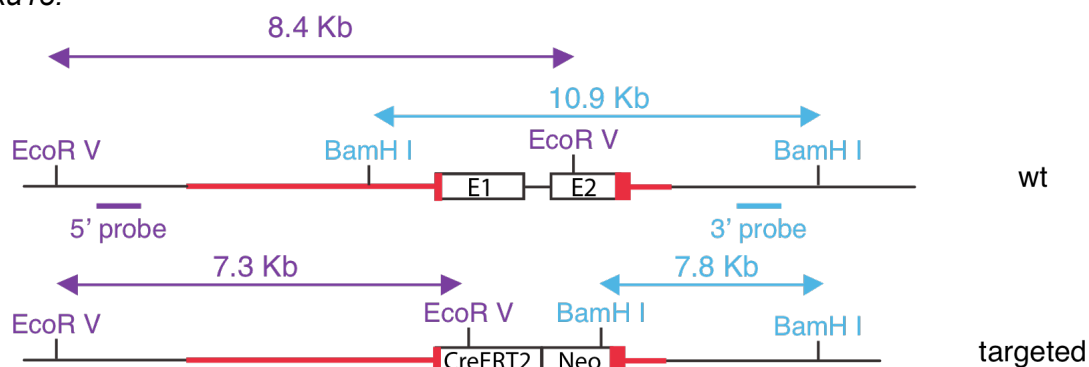 8.4 Kb
10.9 Kb
EcoR V
BamH I
EcoR V
BamH I
E1
E2
wt
5' probe
3' probe
7.3 Kb
7.8 Kb
EcoR V
EcoR V
BamH I
BamH I
CreERT2
Neo
targeted